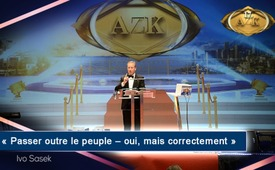 AZK
AZK
« Passer outre le peuple – oui, mais correctement »
Ivo Sasek